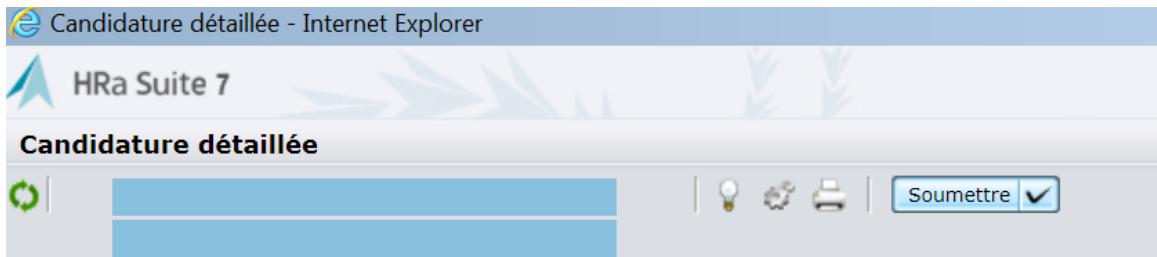 Candidature détaillée - Internet Explorer
HRa Suite 7
Candidature détaillée
Soumettre